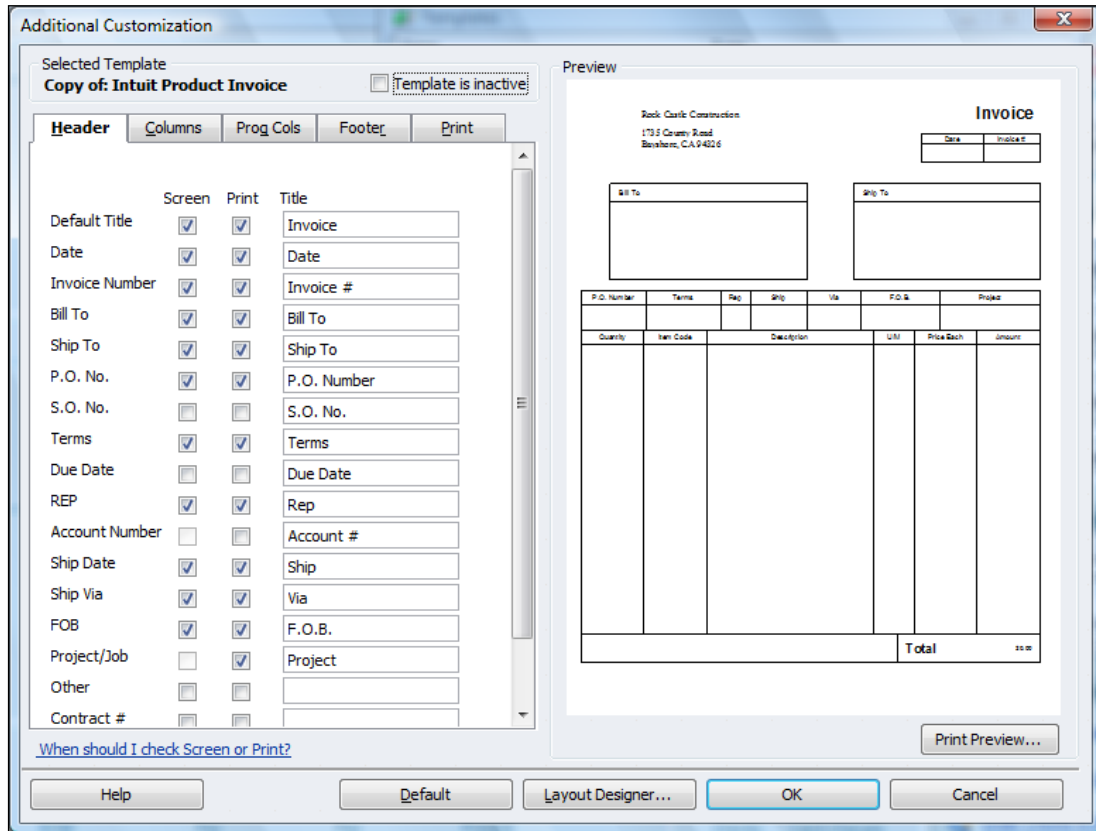 Templates
Additional Customization
Selected Template
Copy of: Intuit Product Invoice
Template is inactive
Header Columns Prog Cols Footer Print
Screen Print Title
Default Title Invoice
Date Date
Invoice Number Invoice #
Bill To Bill To
Ship To Ship To
P.O. No. P.O. Number
S.O. No. S.O. No.
Terms Terms
Due Date Due Date
REP Rep
Account Number Account #
Ship Date Ship
Ship Via Via
FOB F.O.B.
Project/Job Project
Other
Contract #
When should I check Screen or Print?
Preview
Rock Castle Construction
1735 County Road
Bayshore, CA 94326
Invoice
Date Invoice #
Bill To
Ship To
P.O. Number Terms Rep Ship Via F.O.B. Project
Quantity Item Code Description U/M Price Each Amount
Total $0.00
Print Preview...
Help Default Layout Designer... OK Cancel